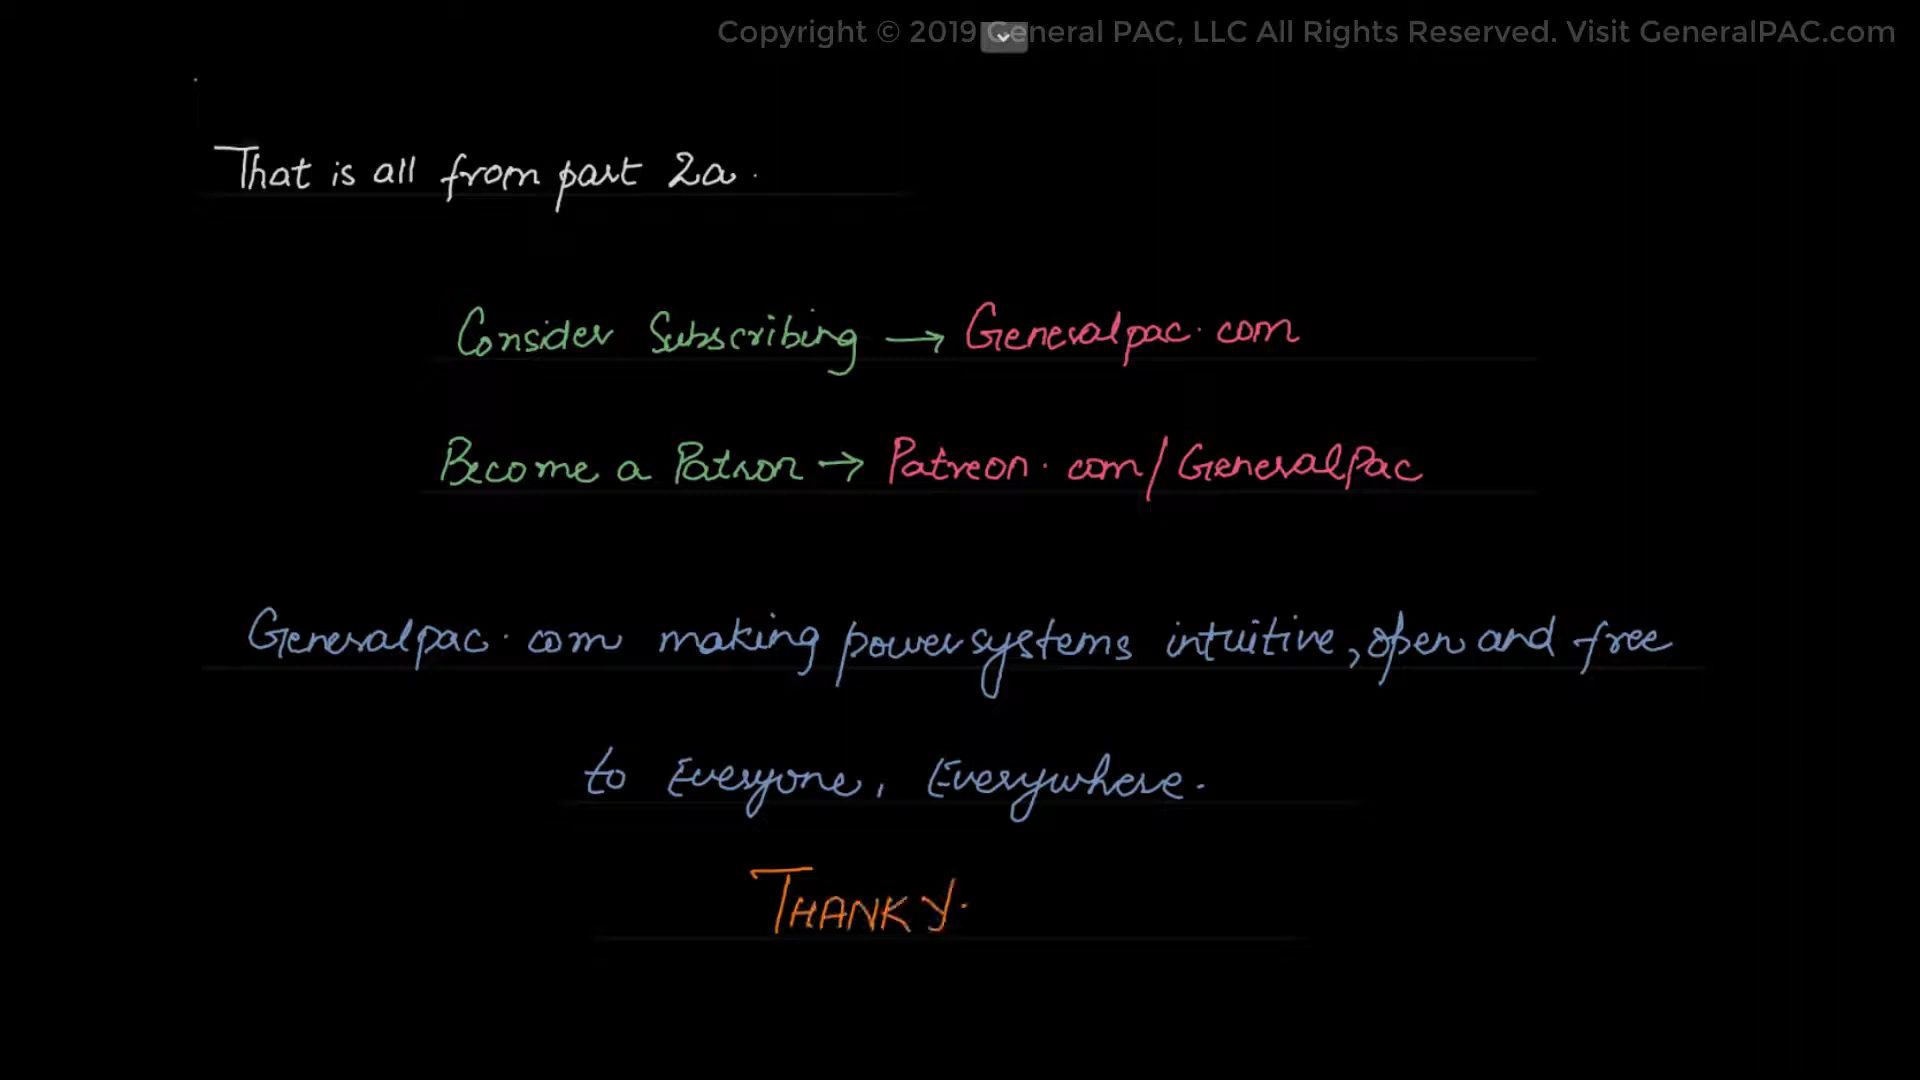 Copyright © 2019 General PAC, LLC All Rights Reserved. Visit GeneralPAC.com
That is all from part 2a.
Consider Subscribing → Generalpac.com
Become a Patron → Patreon.com/GeneralPac
Generalpac.com making power systems intuitive, open and free
to Everyone, Everywhere.
THANKY.